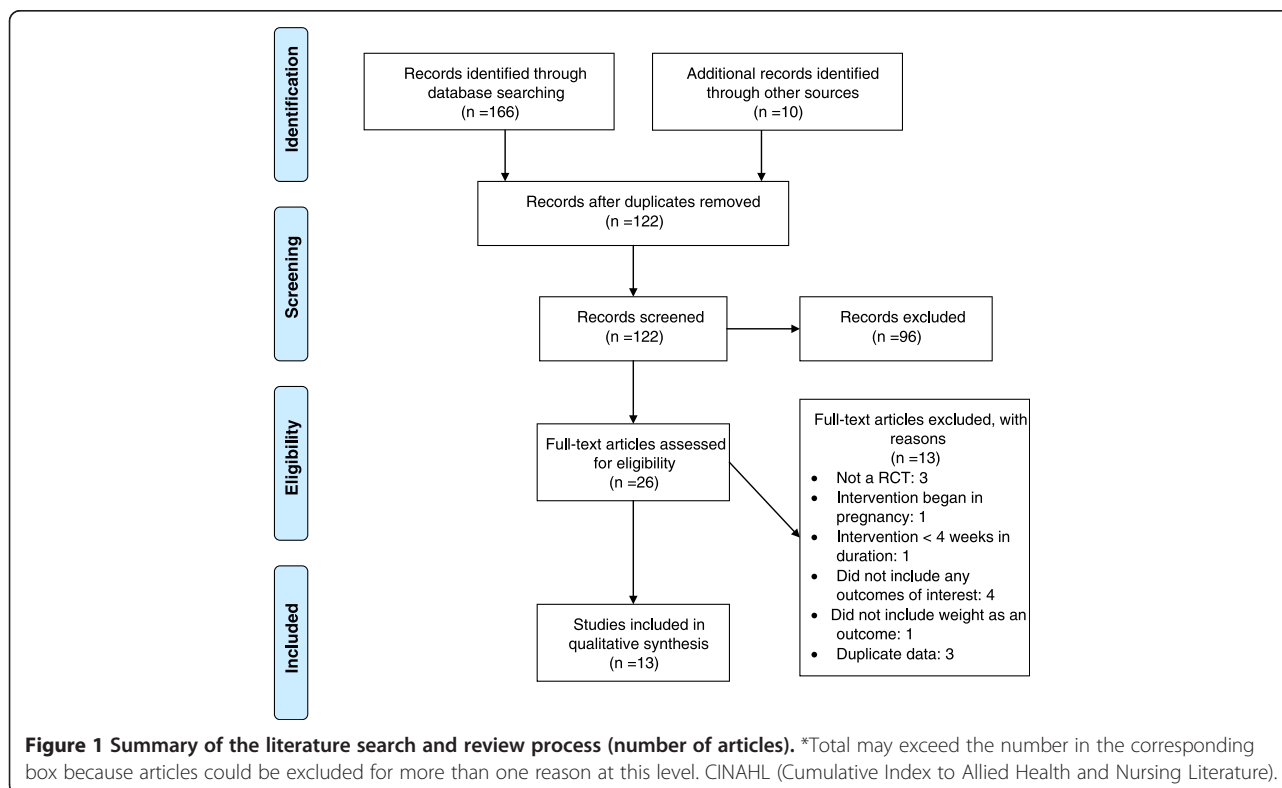 Identification
Records identified through
database searching
(n =166)
Additional records identified
through other sources
(n =10)
Screening
Records after duplicates removed
(n =122)
Records screened
(n =122)
Records excluded
(n =96)
Eligibility
Full-text articles assessed
for eligibility
(n =26)
Full-text articles excluded, with
reasons
(n =13)
• Not a RCT: 3
• Intervention began in
pregnancy: 1
• Intervention < 4 weeks in
duration: 1
• Did not include any
outcomes of interest: 4
• Did not include weight as an
outcome: 1
• Duplicate data: 3
Included
Studies included in
qualitative synthesis
(n =13)
Figure 1 Summary of the literature search and review process (number of articles). *Total may exceed the number in the corresponding
box because articles could be excluded for more than one reason at this level. CINAHL (Cumulative Index to Allied Health and Nursing Literature).